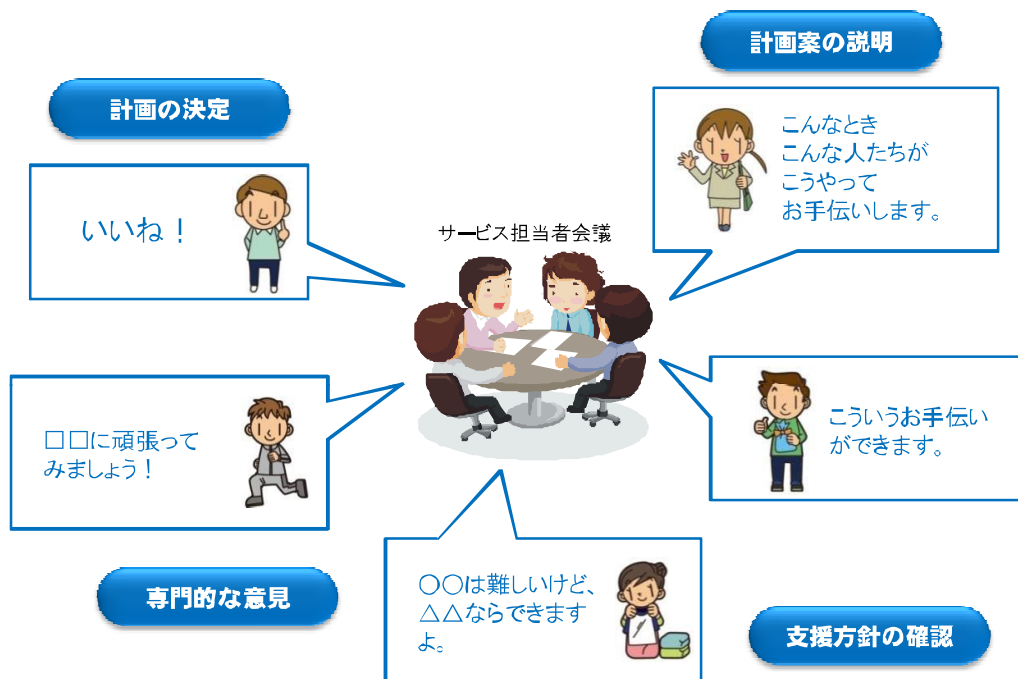 計画案の説明
計画の決定
こんなとき
こんな人たちが
こうやって
お手伝いします。
いいね！
サービス担当者会議
こういうお手伝い
ができます。
□□に頑張って
みましょう！
○○は難しいけど、
△△ならできます
よ。
専門的な意見
支援方針の確認